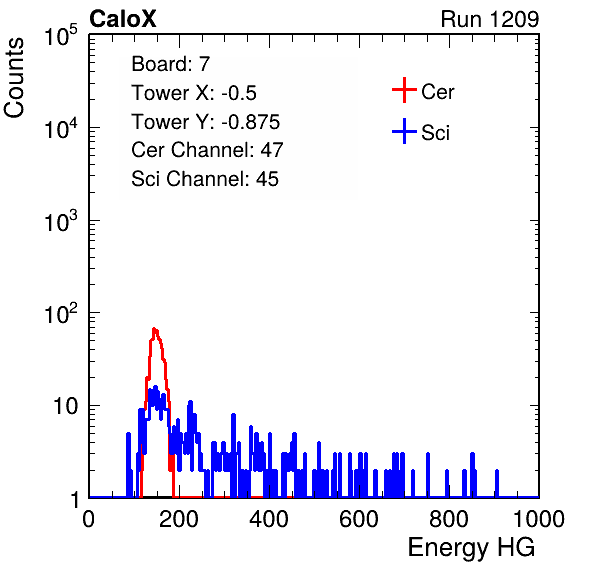 CaloX Run 1209
Counts
Board: 7
Tower X: -0.5
Tower Y: -0.875
Cer Channel: 47
Sci Channel: 45
Cer
Sci
10^5
10^4
10^3
10^2
10
1
0 200 400 600 800 1000
Energy HG